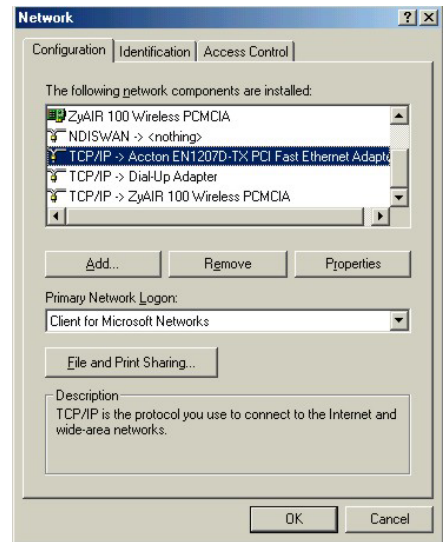 Network
Configuration Identification Access Control
The following network components are installed:
ZyAIR 100 Wireless PCMCIA
NDISWAN -> <nothing>
TCP/IP -> Accton EN1207D-TX PCI Fast Ethernet Adapte
TCP/IP -> Dial-Up Adapter
TCP/IP -> ZyAIR 100 Wireless PCMCIA
Add... Remove Properties
Primary Network Logon:
Client for Microsoft Networks
File and Print Sharing...
Description
TCP/IP is the protocol you use to connect to the Internet and
wide-area networks.
OK Cancel